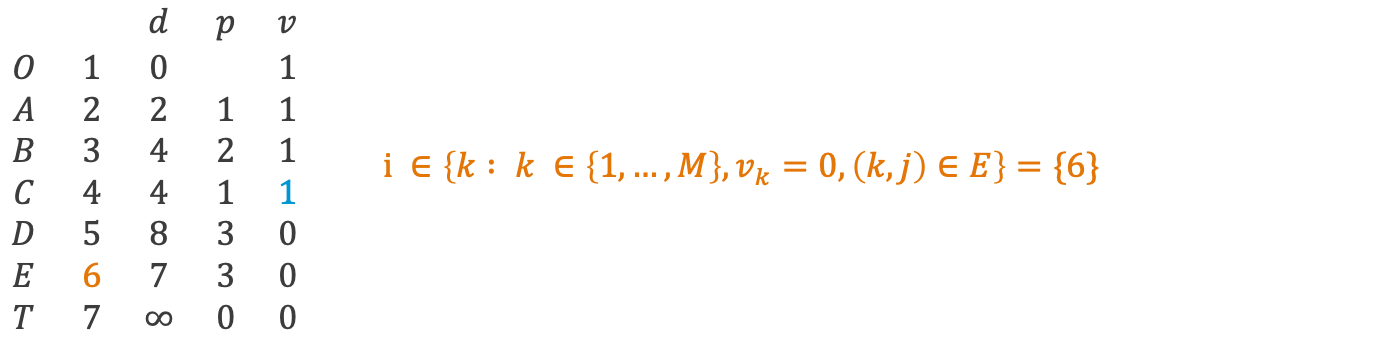 d p v
O 1 0 1
A 2 2 1 1
B 3 4 2 1
C 4 4 1 1
D 5 8 3 0
E 6 7 3 0
T 7 ∞ 0 0
i ∈ {k : k ∈ {1, … , M}, vₖ = 0, (k, j) ∈ E} = {6}